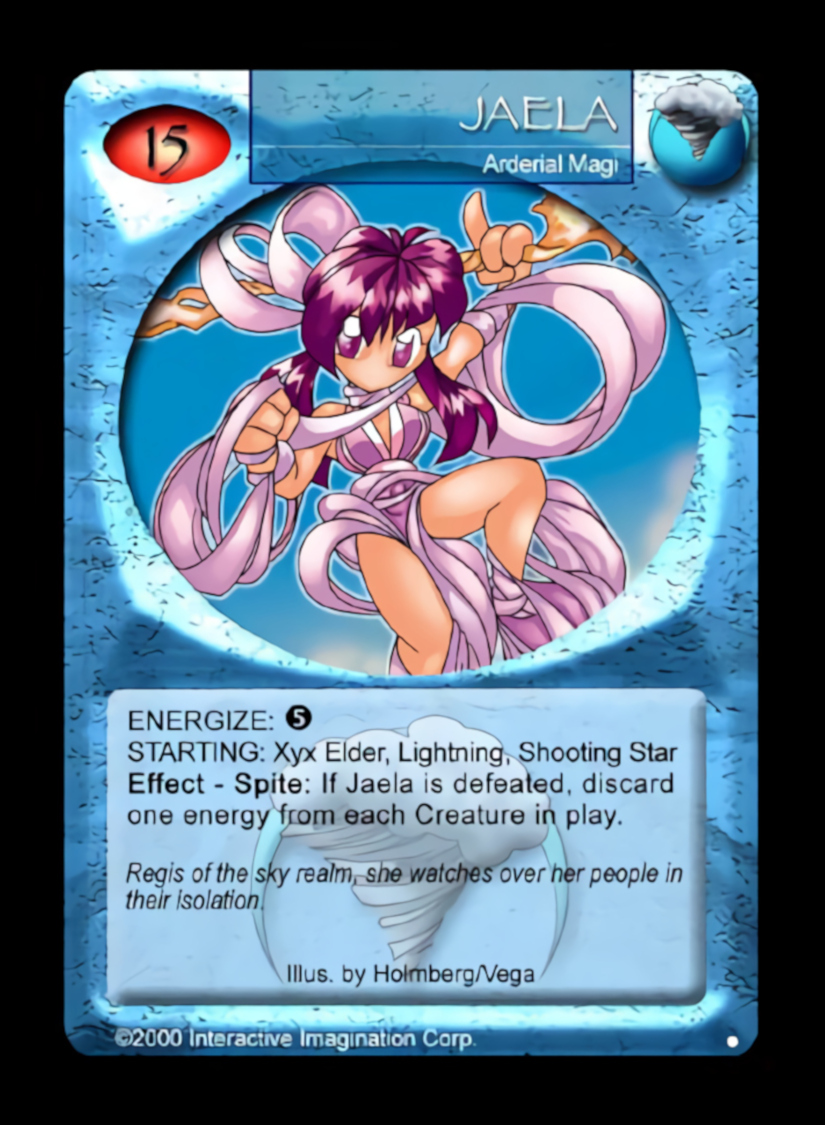 15
JAELA
Arderial Magi
ENERGIZE: 5
STARTING: Xyx Elder, Lightning, Shooting Star
Effect - Spite: If Jaela is defeated, discard
one energy from each Creature in play.
Regis of the sky realm, she watches over her people in
their isolation.
Illus. by Holmberg/Vega
©2000 Interactive Imagination Corp.